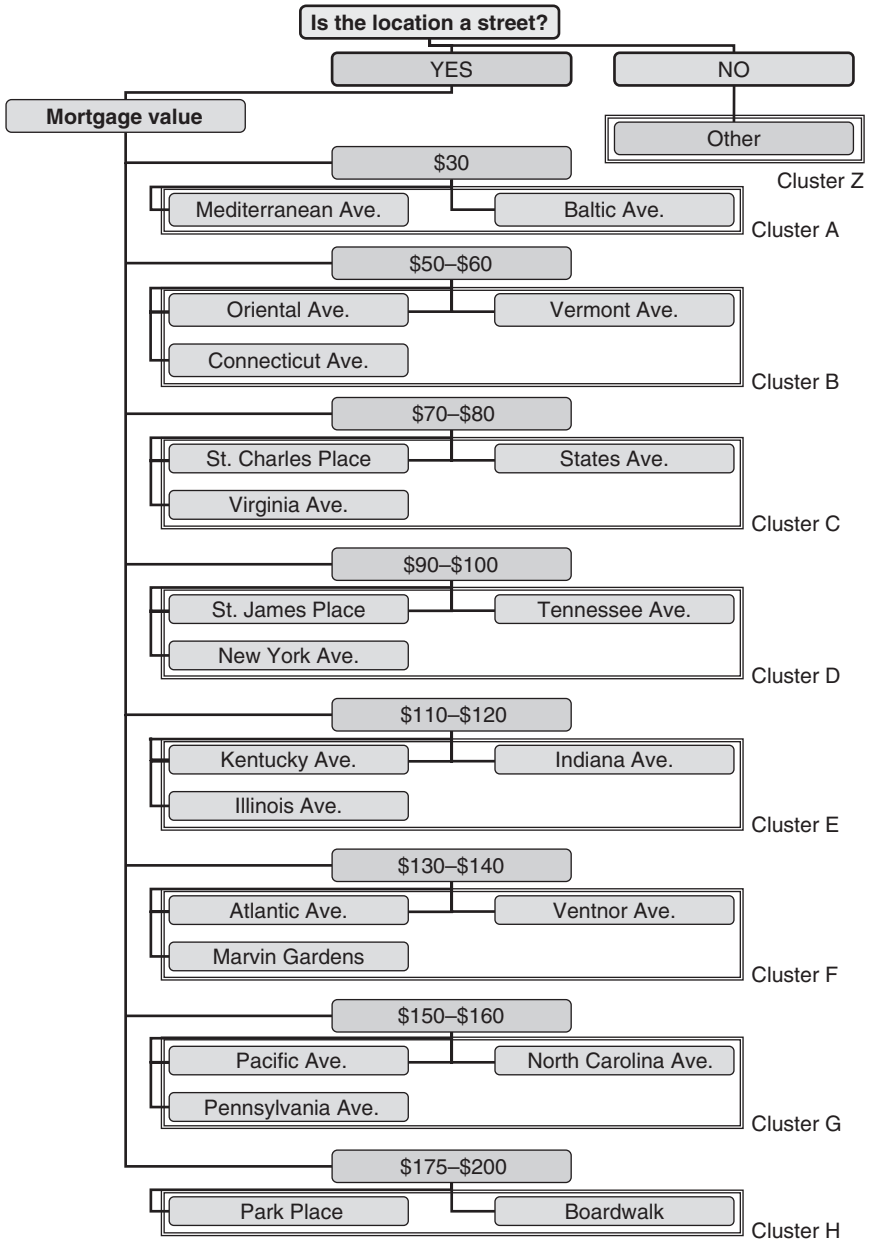 Is the location a street?
YES
NO
Mortgage value
Other
Cluster Z
$30
Mediterranean Ave.
Baltic Ave.
Cluster A
$50–$60
Oriental Ave.
Vermont Ave.
Connecticut Ave.
Cluster B
$70–$80
St. Charles Place
States Ave.
Virginia Ave.
Cluster C
$90–$100
St. James Place
Tennessee Ave.
New York Ave.
Cluster D
$110–$120
Kentucky Ave.
Indiana Ave.
Illinois Ave.
Cluster E
$130–$140
Atlantic Ave.
Ventnor Ave.
Marvin Gardens
Cluster F
$150–$160
Pacific Ave.
North Carolina Ave.
Pennsylvania Ave.
Cluster G
$175–$200
Park Place
Boardwalk
Cluster H